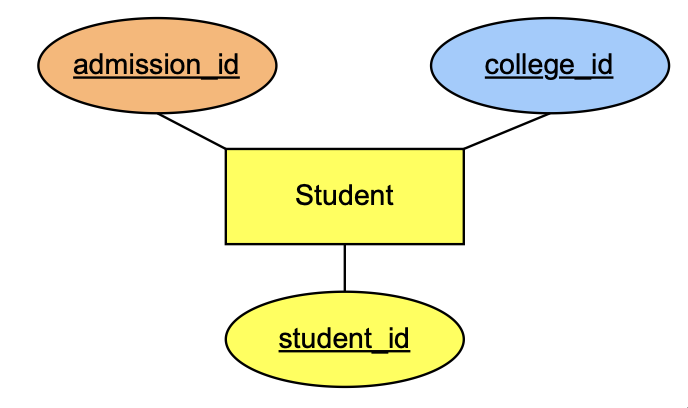 admission_id
college_id
Student
student_id